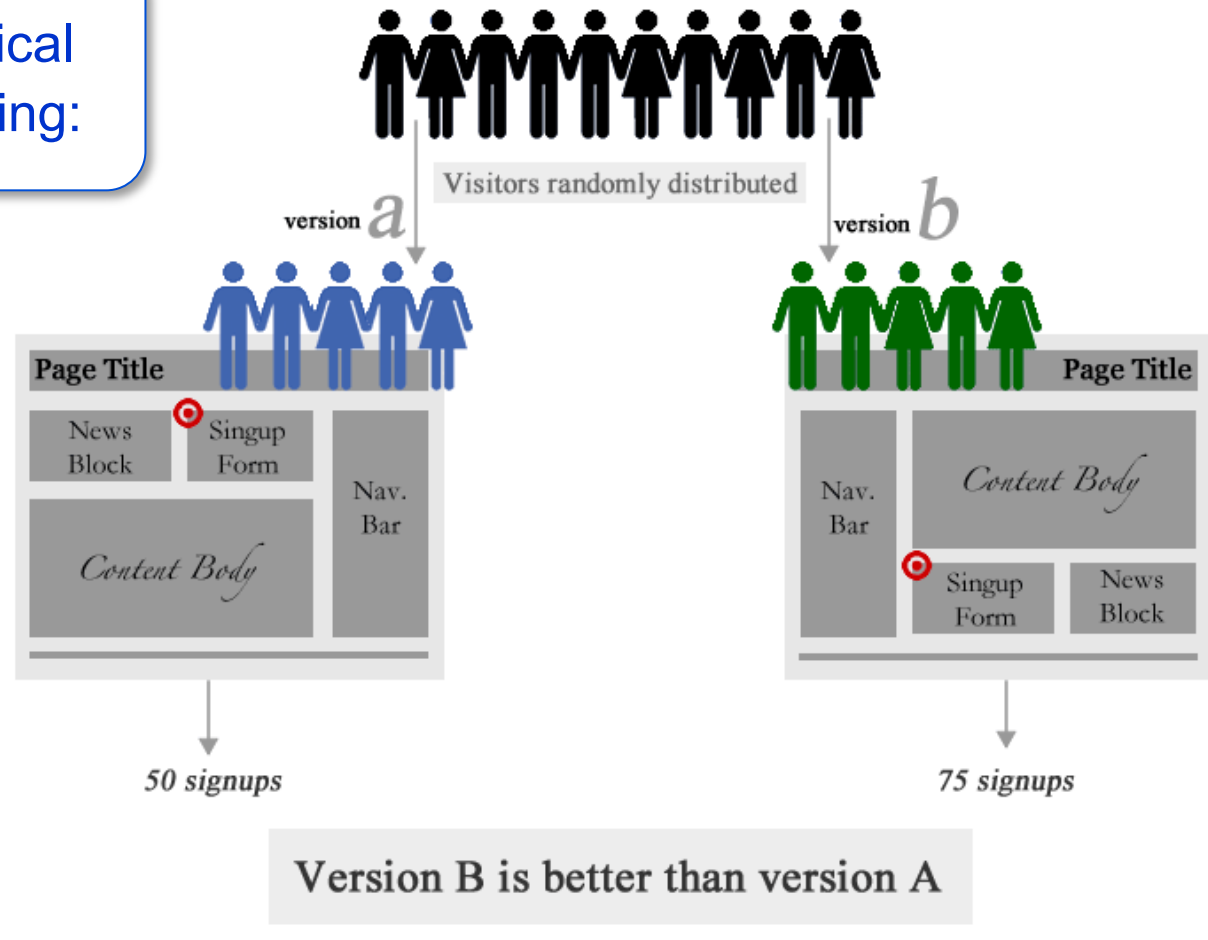 ical
ing:
Visitors randomly distributed
version a
version b
Page Title
News
Block
Singup
Form
Nav.
Bar
Content Body
50 signups
Page Title
Nav.
Bar
Content Body
Singup
Form
News
Block
75 signups
Version B is better than version A